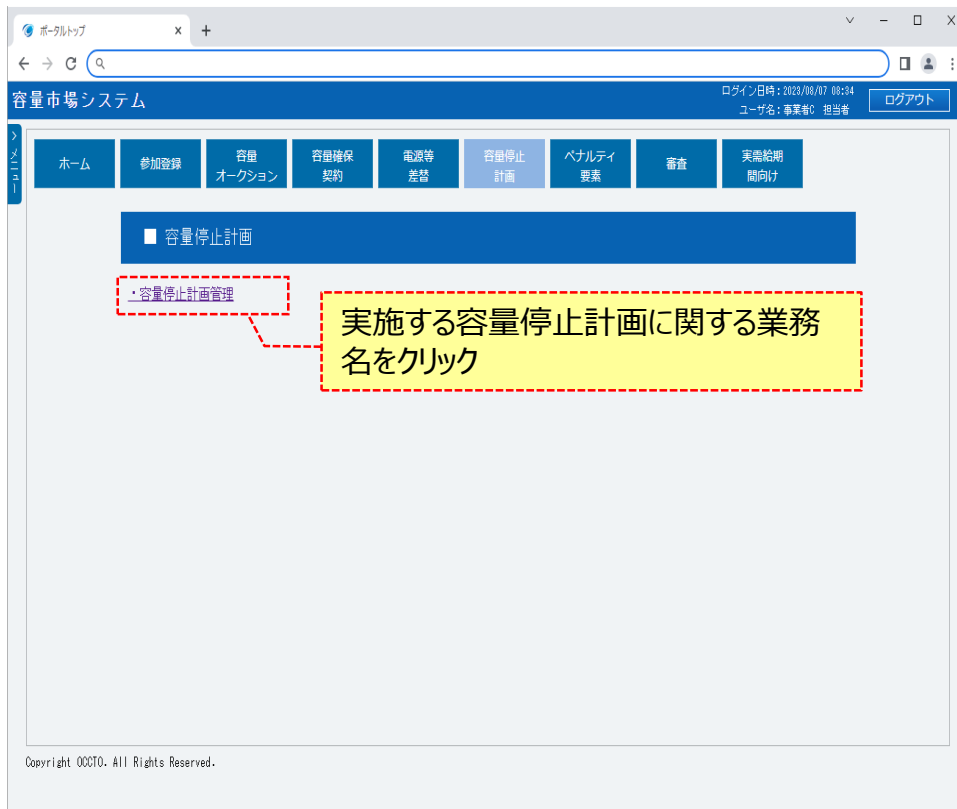 ポータルトップ
容量市場システム
ログイン日時：2023/08/07 08:34
ユーザ名：事業者C 担当者
ログアウト
＞メニュー
ホーム
参加登録
容量
オークション
容量確保
契約
電源等
差替
容量停止
計画
ペナルティ
要素
審査
実需給期
間向け
■ 容量停止計画
・容量停止計画管理
実施する容量停止計画に関する業務
名をクリック
Copyright OCCTO. All Rights Reserved.